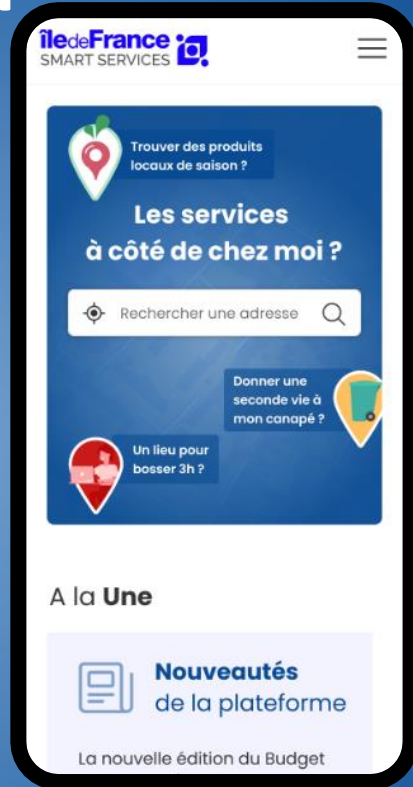 îledeFrance
SMART SERVICES
Trouver des produits
locaux de saison ?
Les services
à côté de chez moi ?
Rechercher une adresse
Donner une
seconde vie à
mon canapé ?
Un lieu pour
bosser 3h ?
A la Une
Nouveautés
de la plateforme
La nouvelle édition du Budget